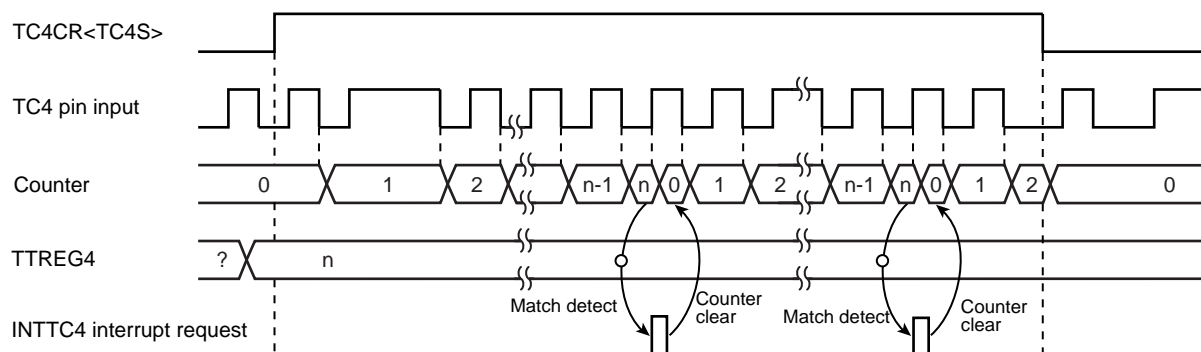 TC4CR<TC4S>
TC4 pin input
Counter
0 1 2 n-1 n 0 1 2 n-1 n 0 1 2 0
TTREG4
? n
Match detect Counter clear Match detect Counter clear
INTTC4 interrupt request